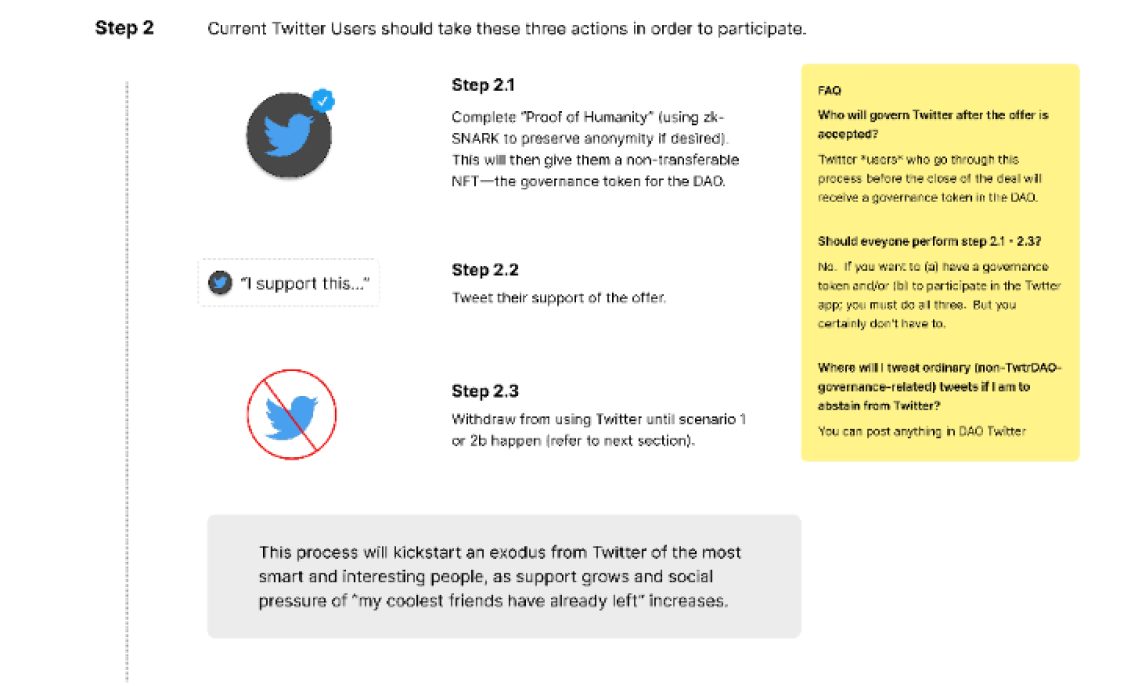 Step 2
Current Twitter Users should take these three actions in order to participate.
Step 2.1
Complete “Proof of Humanity” (using zk-
SNARK to preserve anonymity if desired).
This will then give them a non-transferable
NFT—the governance token for the DAO.
“I support this...”
Step 2.2
Tweet their support of the offer.
Step 2.3
Withdraw from using Twitter until scenario 1
or 2b happen (refer to next section).
FAQ
Who will govern Twitter after the offer is
accepted?
Twitter *users* who go through this
process before the close of the deal will
receive a governance token in the DAO.
Should eveyone perform step 2.1 - 2.3?
No. If you want to (a) have a governance
token and/or (b) to participate in the Twtter
app; you must do all three. But you
certainly don't have to.
Where will I tweet ordinary (non-TwtrDAO-
governance-related) tweets if I am to
abstain from Twitter?
You can post anything in DAO Twitter
This process will kickstart an exodus from Twitter of the most
smart and interesting people, as support grows and social
pressure of “my coolest friends have already left” increases.